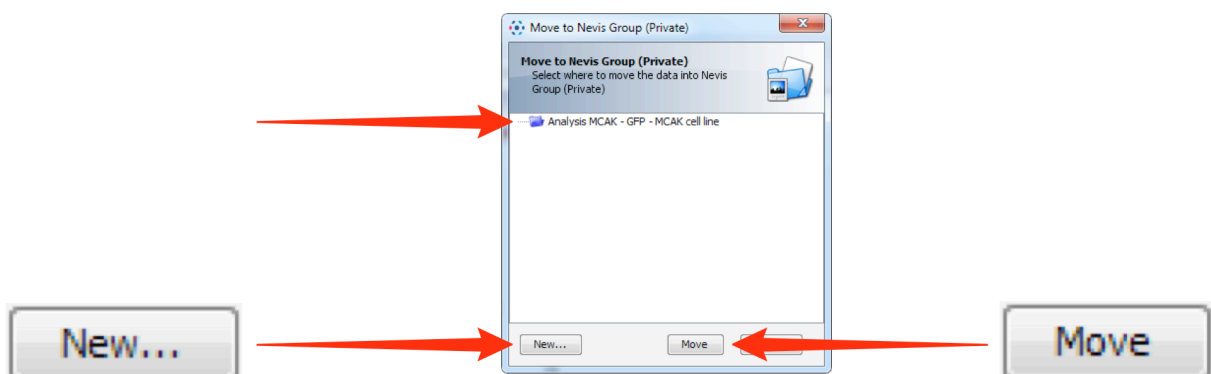 Move to Nevis Group (Private)
Move to Nevis Group (Private)
Select where to move the data into Nevis
Group (Private)
Analysis MCAK - GFP - MCAK cell line
New...
New...
Move
Move